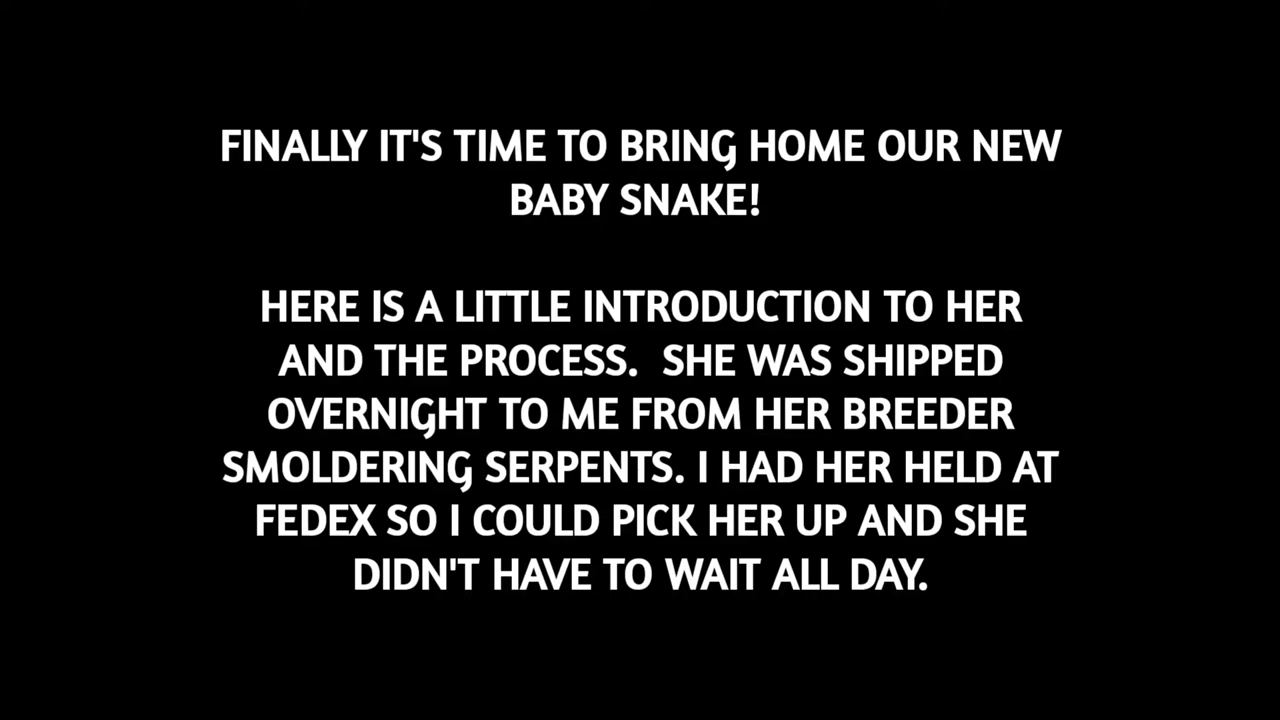 FINALLY IT'S TIME TO BRING HOME OUR NEW
BABY SNAKE!
HERE IS A LITTLE INTRODUCTION TO HER
AND THE PROCESS.  SHE WAS SHIPPED
OVERNIGHT TO ME FROM HER BREEDER
SMOLDERING SERPENTS. I HAD HER HELD AT
FEDEX SO I COULD PICK HER UP AND SHE
DIDN'T HAVE TO WAIT ALL DAY.